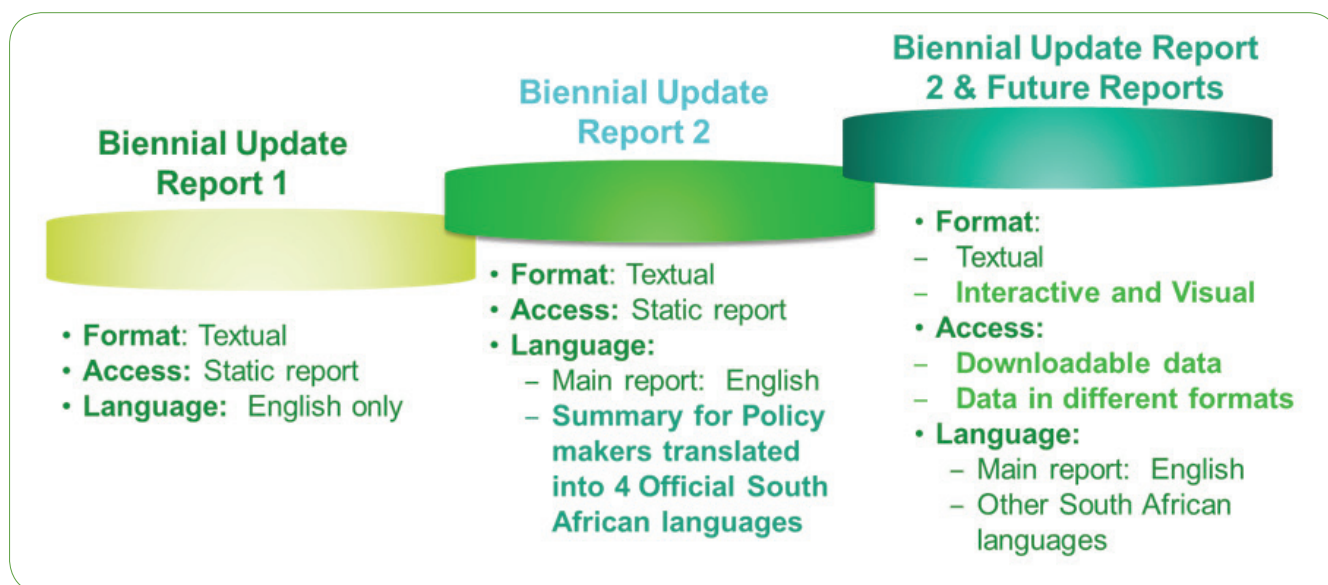 Biennial Update
Report 1
• Format: Textual
• Access: Static report
• Language: English only
Biennial Update
Report 2
• Format: Textual
• Access: Static report
• Language:
– Main report: English
– Summary for Policy
makers translated
into 4 Official South
African languages
Biennial Update Report
2 & Future Reports
• Format:
– Textual
– Interactive and Visual
• Access:
– Downloadable data
– Data in different formats
• Language:
– Main report: English
– Other South African
languages